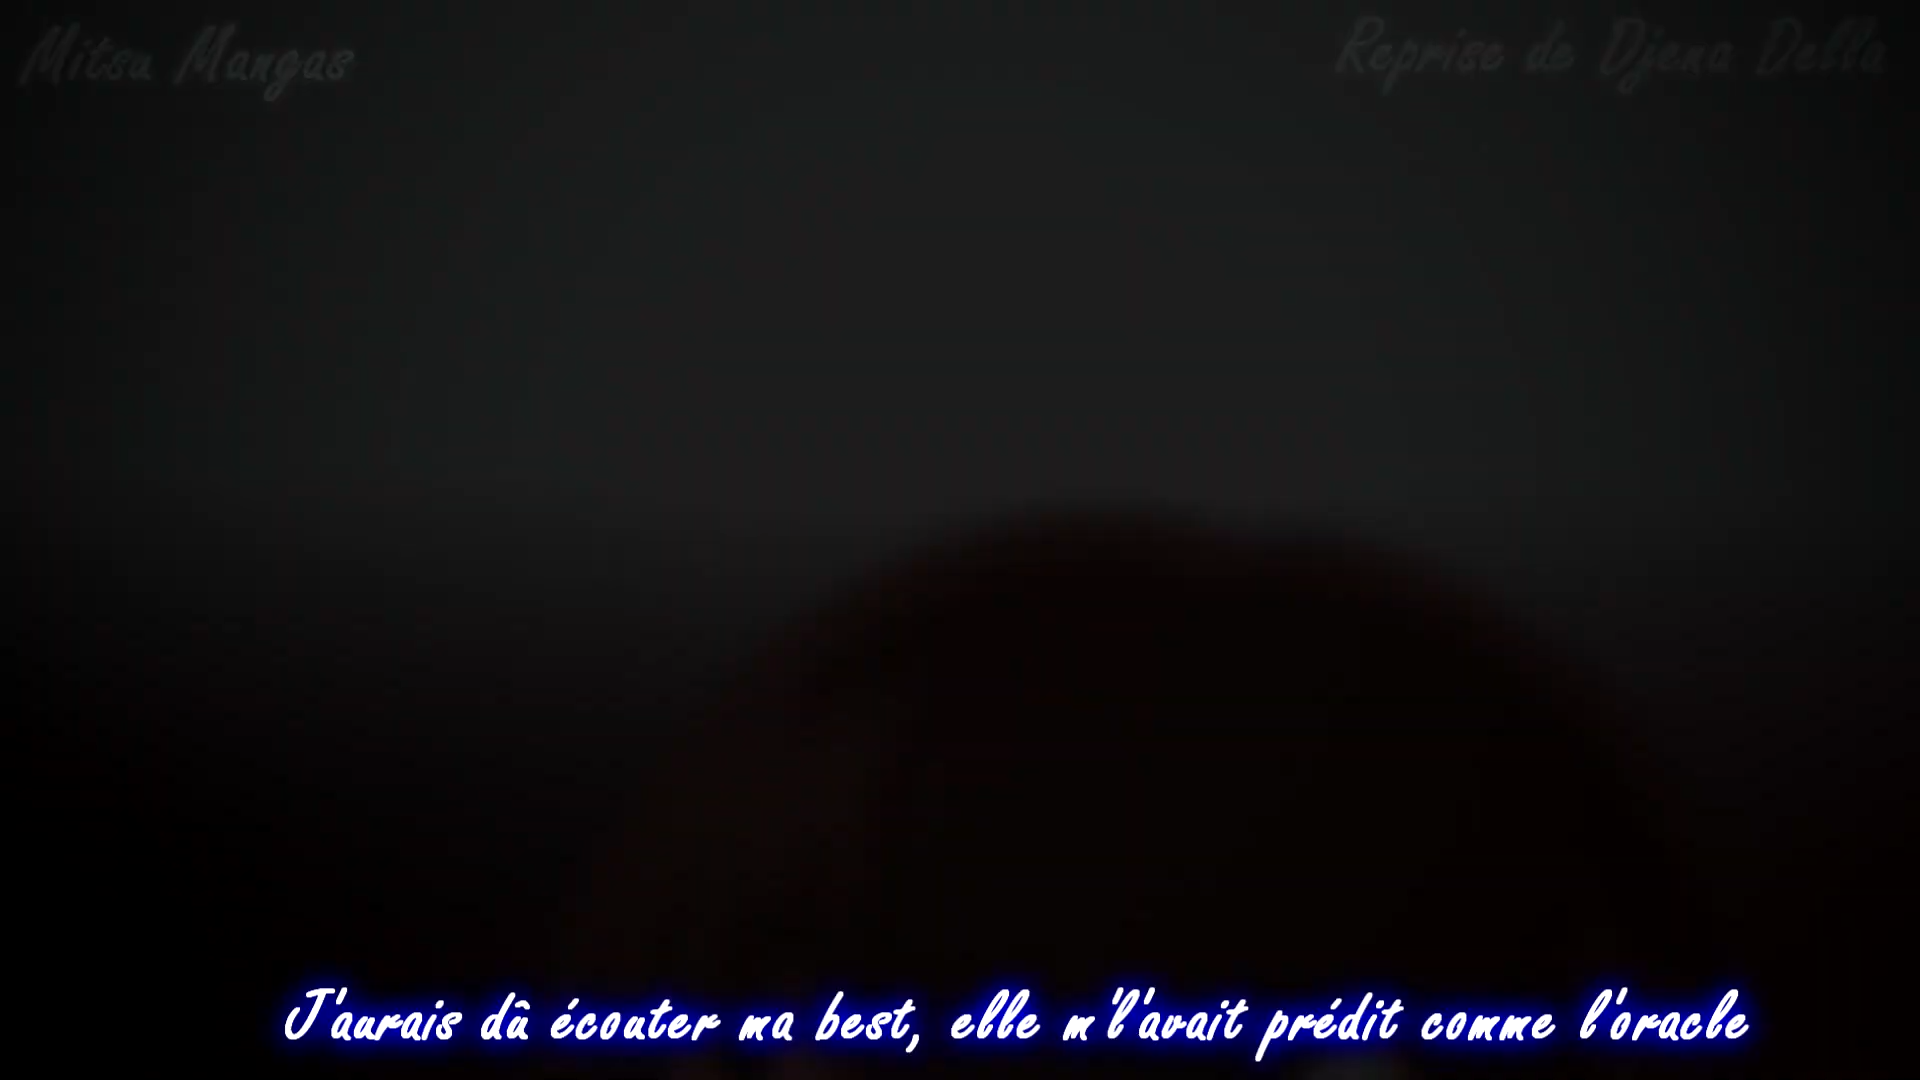 Mitsu Mangas
Reprise de Djena Della
J'aurais dû écouter ma best, elle m'l'avait prédit comme l'oracle